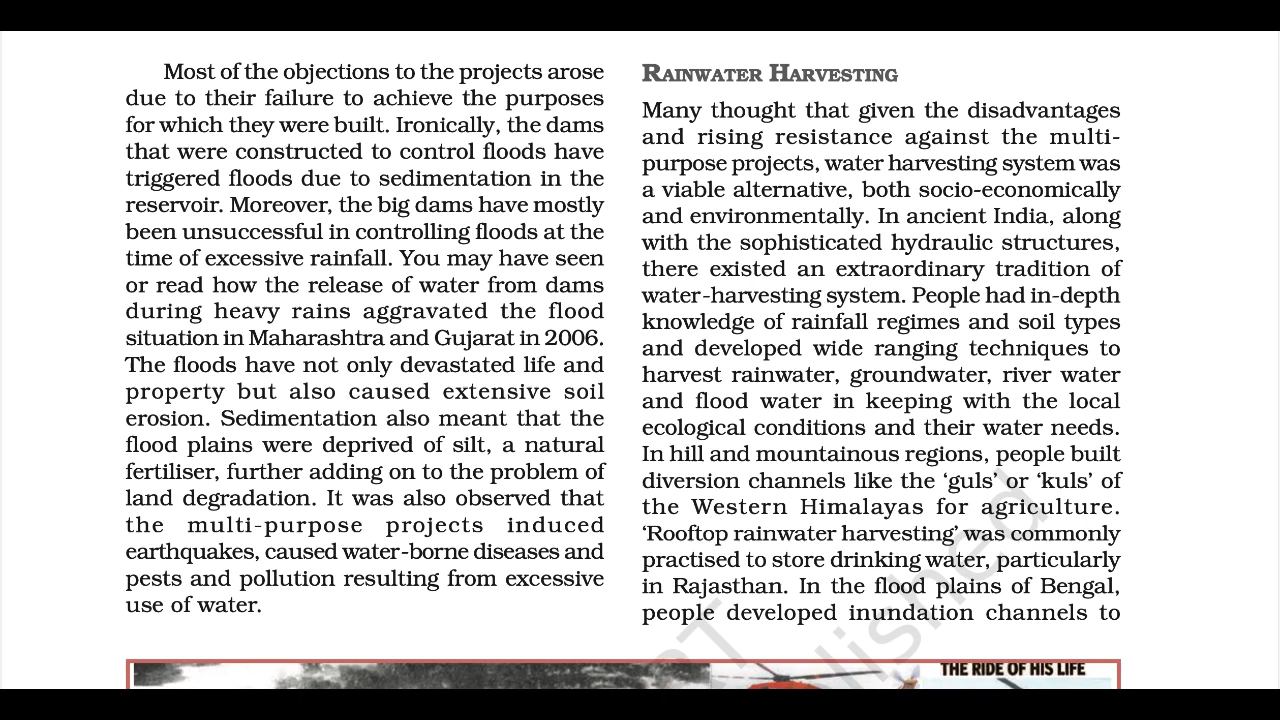 Most of the objections to the projects arose
due to their failure to achieve the purposes
for which they were built. Ironically, the dams
that were constructed to control floods have
triggered floods due to sedimentation in the
reservoir. Moreover, the big dams have mostly
been unsuccessful in controlling floods at the
time of excessive rainfall. You may have seen
or read how the release of water from dams
during heavy rains aggravated the flood
situation in Maharashtra and Gujarat in 2006.
The floods have not only devastated life and
property but also caused extensive soil
erosion. Sedimentation also meant that the
flood plains were deprived of silt, a natural
fertiliser, further adding on to the problem of
land degradation. It was also observed that
the multi-purpose projects induced
earthquakes, caused water-borne diseases and
pests and pollution resulting from excessive
use of water.
RAINWATER HARVESTING
Many thought that given the disadvantages
and rising resistance against the multi-
purpose projects, water harvesting system was
a viable alternative, both socio-economically
and environmentally. In ancient India, along
with the sophisticated hydraulic structures,
there existed an extraordinary tradition of
water-harvesting system. People had in-depth
knowledge of rainfall regimes and soil types
and developed wide ranging techniques to
harvest rainwater, groundwater, river water
and flood water in keeping with the local
ecological conditions and their water needs.
In hill and mountainous regions, people built
diversion channels like the ‘guls’ or ‘kuls’ of
the Western Himalayas for agriculture.
‘Rooftop rainwater harvesting’ was commonly
practised to store drinking water, particularly
in Rajasthan. In the flood plains of Bengal,
people developed inundation channels to
THE RIDE OF HIS LIFE